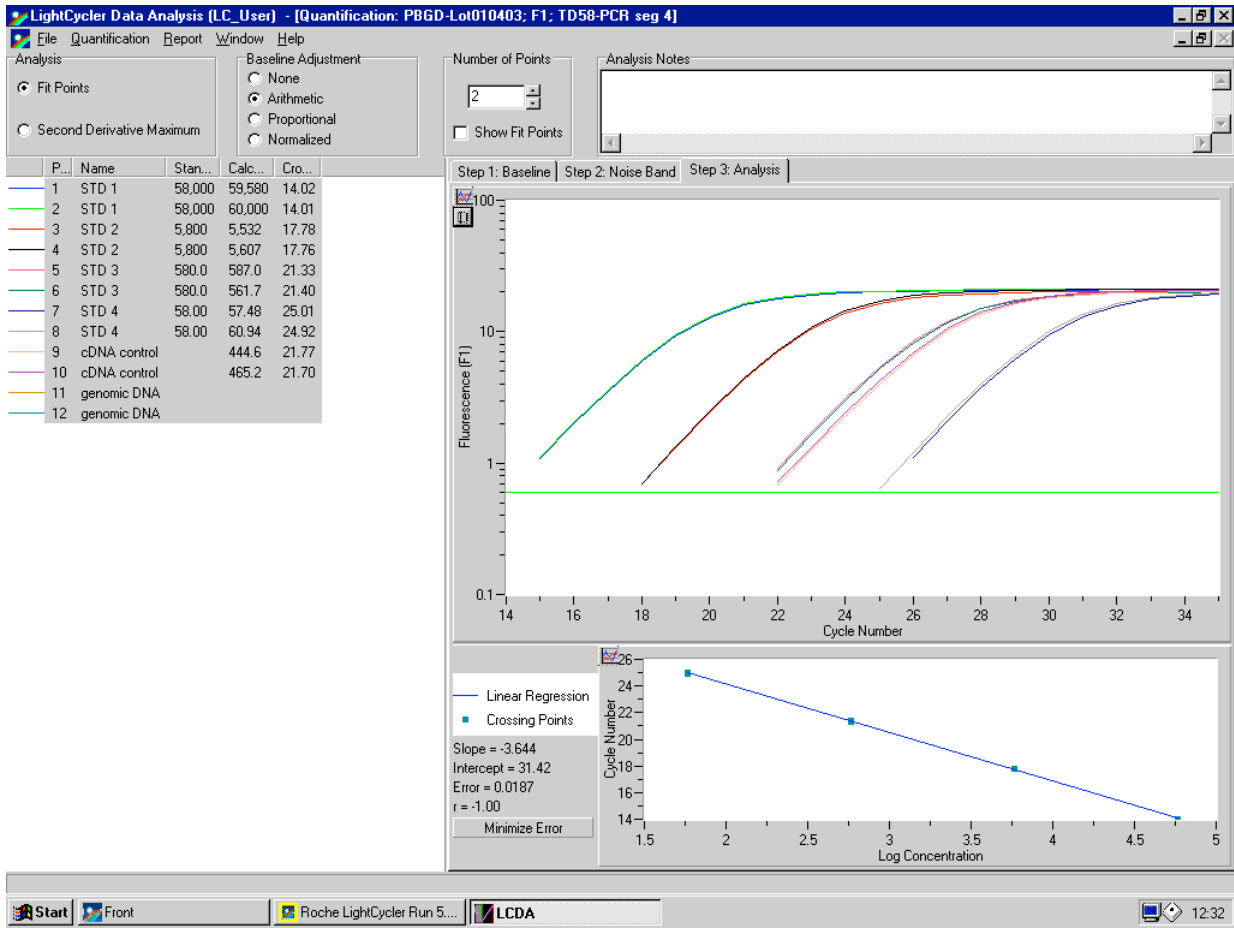 LightCycler Data Analysis (LC_User) - [Quantification: PBGD-Lot010403; F1; TD58-PCR seg 4]
File Quantification Report Window Help
Analysis
Fit Points
Second Derivative Maximum
Baseline Adjustment
None
Arithmetic
Proportional
Normalized
Number of Points
2
Show Fit Points
Analysis Notes
P... Name Stan... Calc... Cro...
1 STD 1 58,000 59,580 14.02
2 STD 1 58,000 60,000 14.01
3 STD 2 5,800 5,532 17.78
4 STD 2 5,800 5,607 17.76
5 STD 3 580.0 587.0 21.33
6 STD 3 580.0 561.7 21.40
7 STD 4 58.00 57.48 25.01
8 STD 4 58.00 60.94 24.92
9 cDNA control 444.6 21.77
10 cDNA control 465.2 21.70
11 genomic DNA
12 genomic DNA
Step 1: Baseline Step 2: Noise Band Step 3: Analysis
100
10
1
0.1
Fluorescence (F1)
14 16 18 20 22 24 26 28 30 32 34
Cycle Number
Linear Regression
Crossing Points
Slope = -3.644
Intercept = 31.42
Error = 0.0187
r = -1.00
Minimize Error
26
24
22
20
18
16
14
Cycle Number
1.5 2 2.5 3 3.5 4 4.5 5
Log Concentration
Start Front Roche LightCycler Run 5.... LCDA 12:32